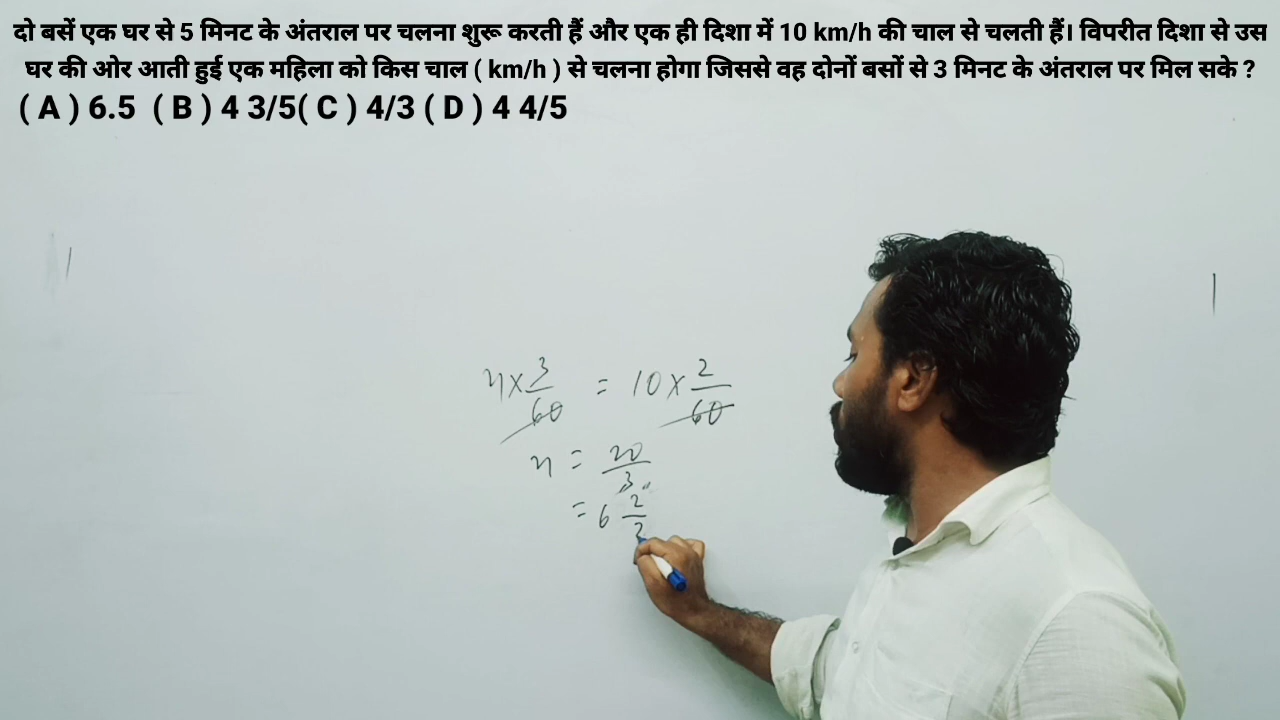 दो बसें एक घर से 5 मिनट के अंतराल पर चलना शुरू करती हैं और एक ही दिशा में 10 km/h की चाल से चलती हैं। विपरीत दिशा से उस
घर की ओर आती हुई एक महिला को किस चाल ( km/h ) से चलना होगा जिससे वह दोनों बसों से 3 मिनट के अंतराल पर मिल सके ?
( A ) 6.5 ( B ) 4 3/5( C ) 4/3 ( D ) 4 4/5
x × 3/60 = 10 × 2/60
x = 20/3
= 6 2/3